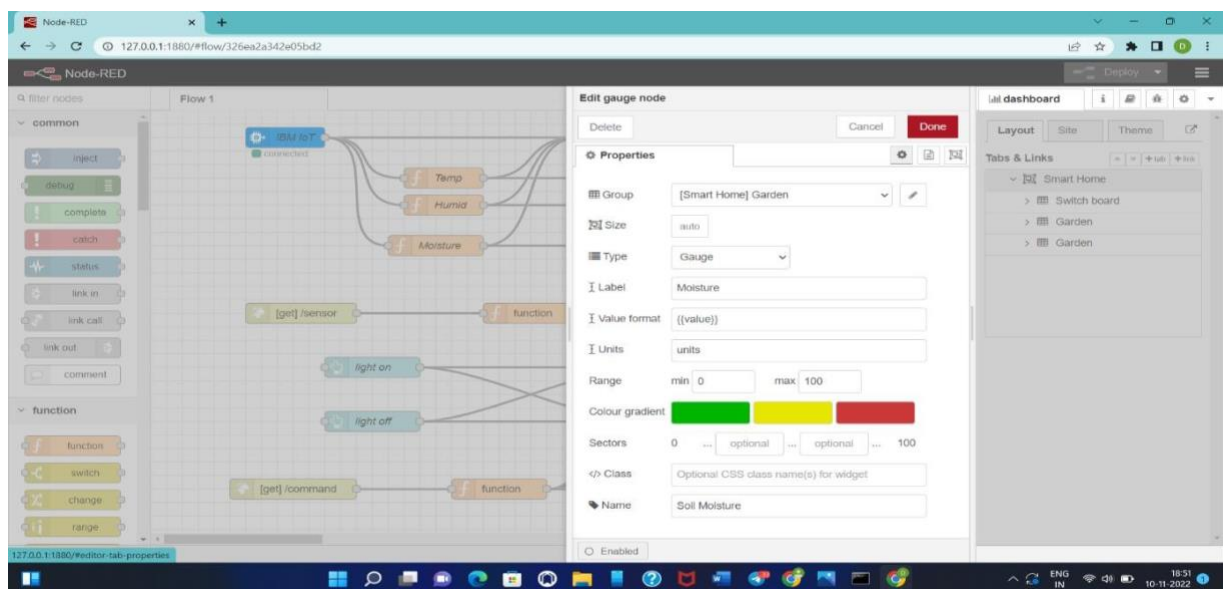 Node-RED
127.0.0.1:1880/#flow/326ea2a342e05bd2
D
Node-RED
Deploy
filter nodes
common
inject
debug
complete
catch
status
link in
link call
link out
comment
function
function
switch
change
range
127.0.0.1:1880/#editor-tab-properties
Flow 1
IBM IoT
connected
Temp
Humid
Moisture
[get] /sensor
function
light on
light off
[get] /command
function
Edit gauge node
Delete
Cancel
Done
Properties
Group [Smart Home] Garden
Size auto
Type Gauge
Label Moisture
Value format {{value}}
Units units
Range min 0 max 100
Colour gradient
Sectors 0 ... optional ... optional ... 100
Class Optional CSS class name(s) for widget
Name Soil Moisture
Enabled
dashboard
i
Layout Site Theme
Tabs & Links
+ tab + link
Smart Home
Switch board
Garden
Garden
ENG
IN
18:51
10-11-2022